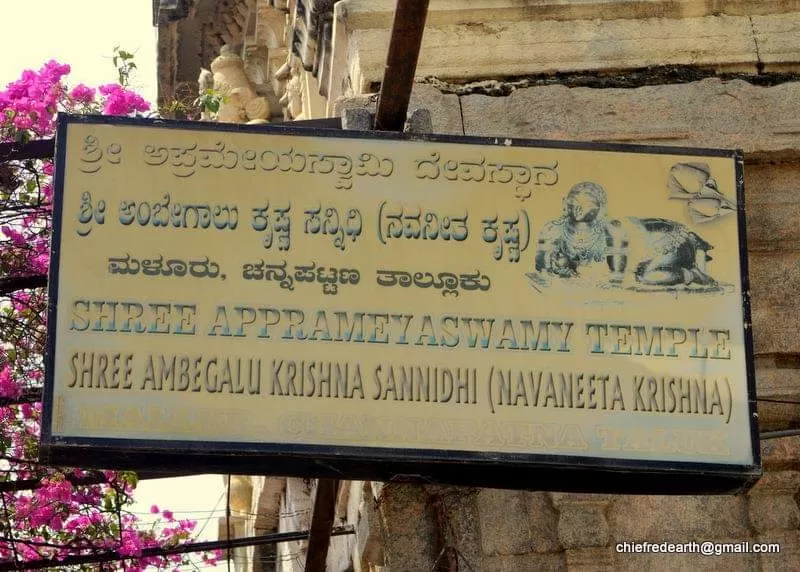 ಶ್ರೀ ಅಪ್ರಮೇಯಸ್ವಾಮಿ ದೇವಸ್ಥಾನ
ಶ್ರೀ ಅಂಬೇಗಾಲು ಕೃಷ್ಣ ಸನ್ನಿಧಿ (ನವನೀತ ಕೃಷ್ಣ)
ಮಳೂರು, ಚನ್ನಪಟ್ಟಣ ತಾಲ್ಲೂಕು
SHREE APPRAMEYASWAMY TEMPLE
SHREE AMBEGALU KRISHNA SANNIDHI (NAVANEETA KRISHNA)
TALUK
chiefredearth@gmail.com